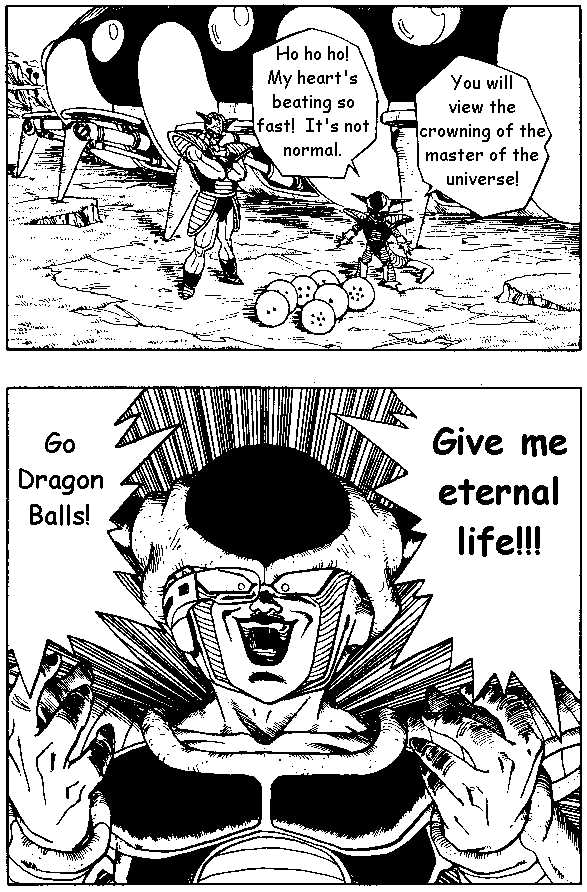 Ho ho ho!
My heart's
beating so
fast! It's not
normal.
You will
view the
crowning of the
master of the
universe!
Go
Dragon
Balls!
Give me
eternal
life!!!